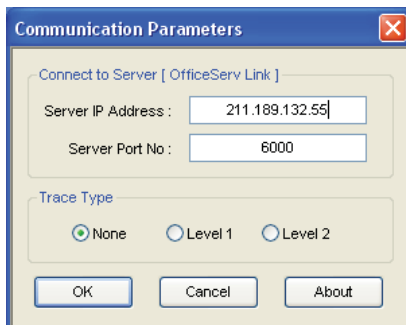 Communication Parameters
Connect to Server [ OfficeServ Link ]
Server IP Address : 211.189.132.55
Server Port No : 6000
Trace Type
None Level 1 Level 2
OK Cancel About